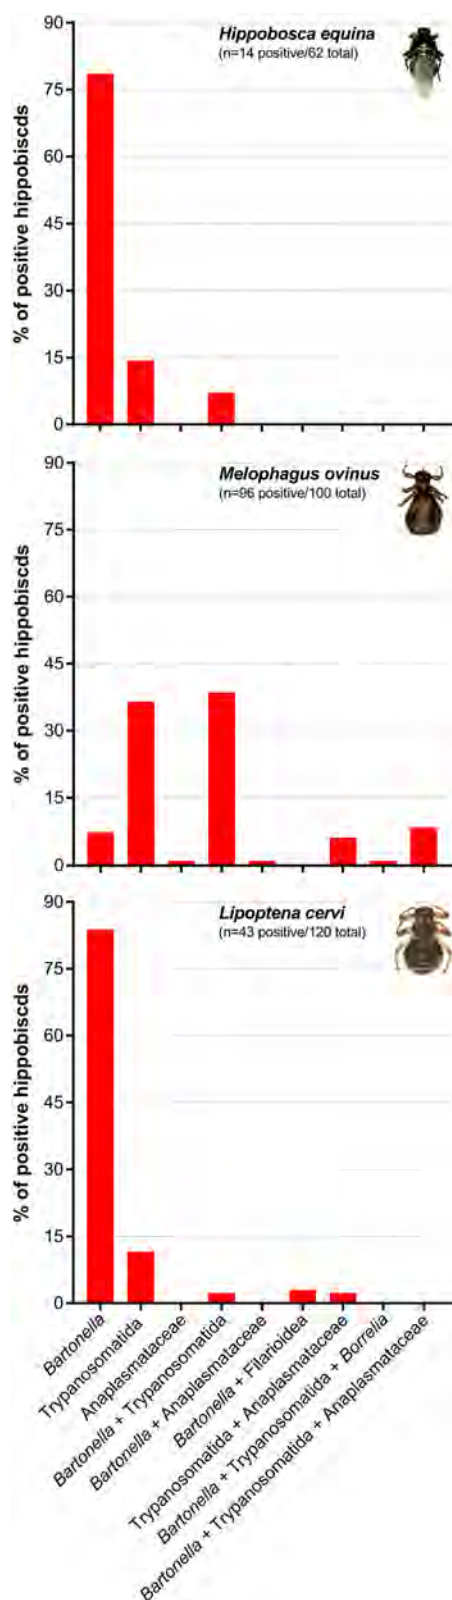 90
Hippobosca equina
(n=14 positive/62 total)
75
60
45
30
15
0
% of positive hippobiscds
90
Melophagus ovinus
(n=96 positive/100 total)
75
60
45
30
15
0
% of positive hippobiscds
90
Lipoptena cervi
(n=43 positive/120 total)
75
60
45
30
15
0
% of positive hippobiscds
Bartonella
Trypanosomatida
Anaplasmataceae
Bartonella + Trypanosomatida
Bartonella + Anaplasmataceae
Bartonella + Filarioidea
Trypanosomatida + Anaplasmataceae
Bartonella + Trypanosomatida + Borrelia
Bartonella + Trypanosomatida + Anaplasmataceae